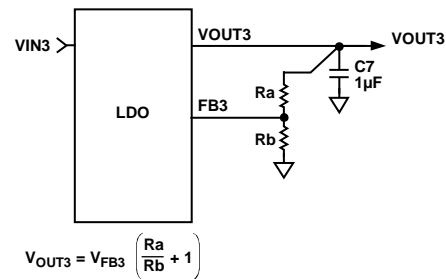 VIN3
VOUT3
VOUT3
C7
1µF
Ra
LDO
FB3
Rb
VOUT3 = VFB3 (Ra/Rb + 1)